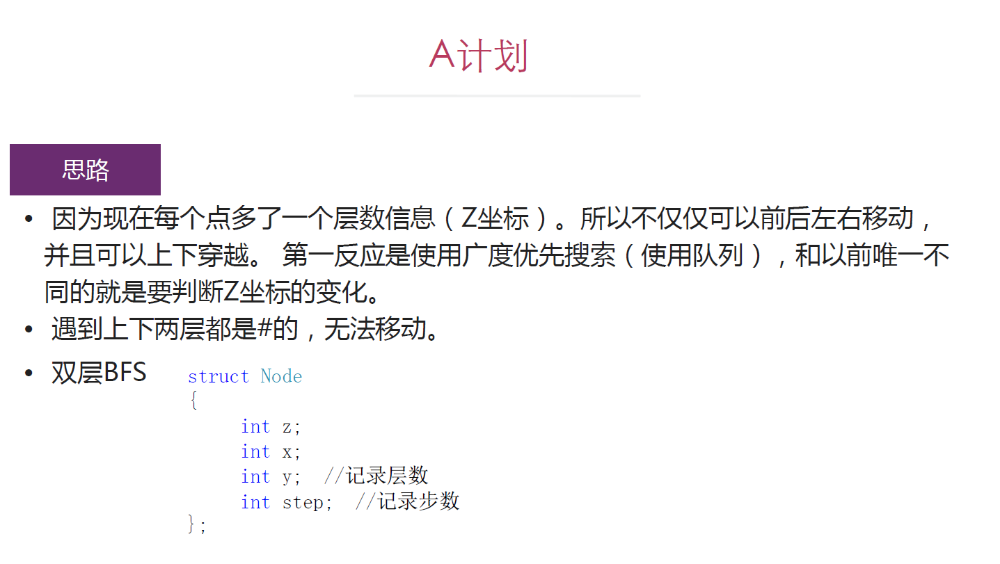 A计划
思路
• 因为现在每个点多了一个层数信息（Z坐标）。所以不仅仅可以前后左右移动，
并且可以上下穿越。 第一反应是使用广度优先搜索（使用队列），和以前唯一不
同的就是要判断Z坐标的变化。
• 遇到上下两层都是#的，无法移动。
• 双层BFS
struct Node
{
int z;
int x;
int y;  //记录层数
int step;  //记录步数
};